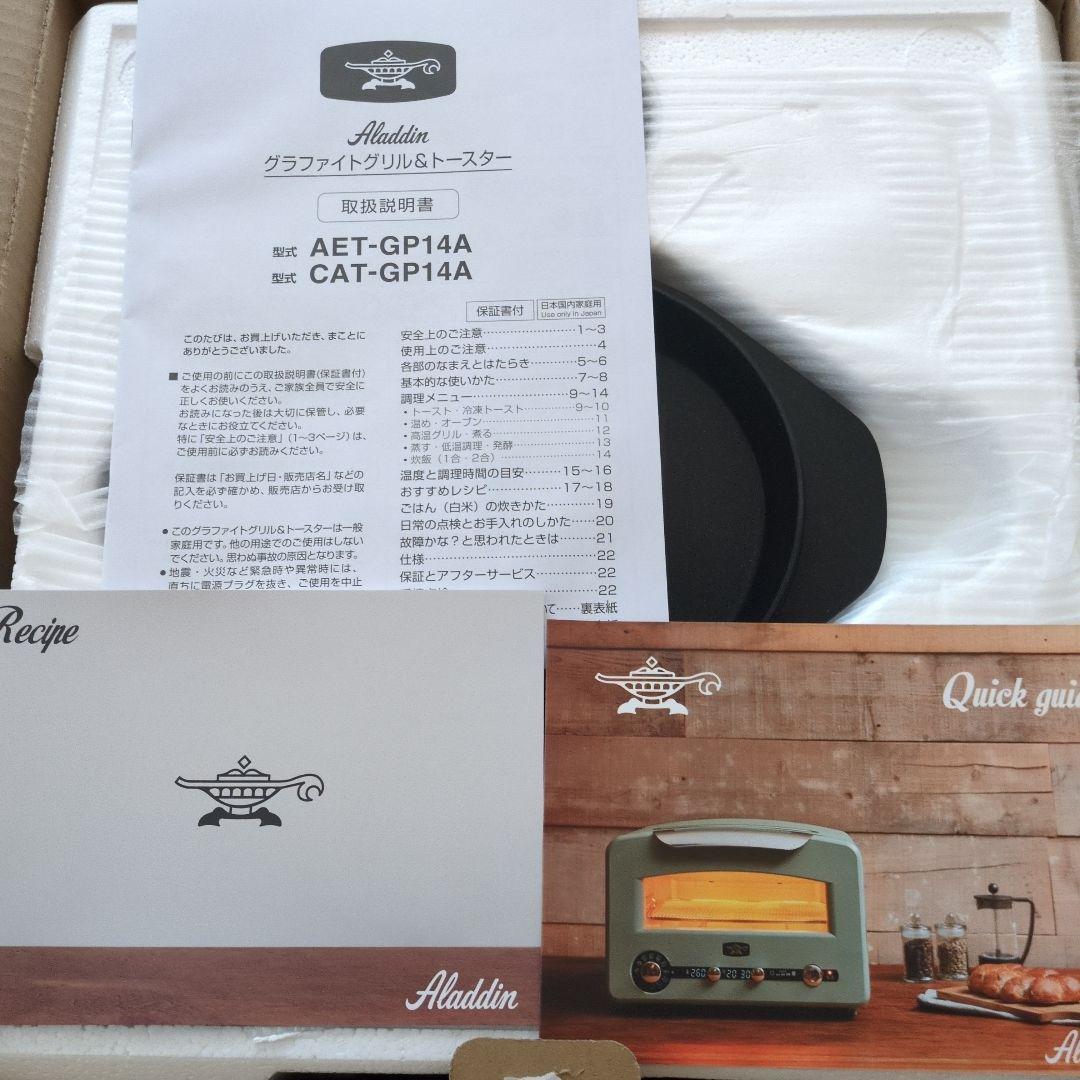 Aladdin
グラファイトグリル&トースター
取扱説明書
型式 AET-GP14A
型式 CAT-GP14A
保証書付
日本国内家庭用
Use only in Japan
このたびは、お買上げいただき、まことに
ありがとうございました。
■ ご使用の前にこの取扱説明書(保証書付)
をよくお読みのうえ、ご家族全員で安全に
正しくお使いください。
お読みになった後は大切に保管し、必要
なときにお役立てください。
特に「安全上のご注意」(1〜3ページ)は、
ご使用前に必ずお読みください。
保証書は「お買上げ日・販売店名」などの
記入を必ず確かめ、販売店からお受け取
りください。
● このグラファイトグリル&トースターは一般
家庭用です。他の用途でのご使用はしない
でください。思わぬ事故の原因となります。
● 地震・火災など緊急時や異常時には、
直ちに電源プラグを抜き、ご使用を中止
安全上のご注意……………………1〜3
使用上のご注意……………………4
各部のなまえとはたらき…………5〜6
基本的な使いかた…………………7〜8
調理メニュー………………………9〜14
・トースト・冷凍トースト…………9〜10
・温め・オーブン……………………11
・高温グリル・煮る…………………12
・蒸す・低温調理・発酵……………13
・炊飯(1合・2合)…………………14
温度と調理時間の目安………15〜16
おすすめレシピ………………17〜18
ごはん(白米)の炊きかた…………19
日常の点検とお手入れのしかた……20
故障かな?と思われたときは………21
仕様…………………………………22
保証とアフターサービス……………22
22
て……裏表紙
Recipe
Aladdin
Quick gui
260
20 30
Al